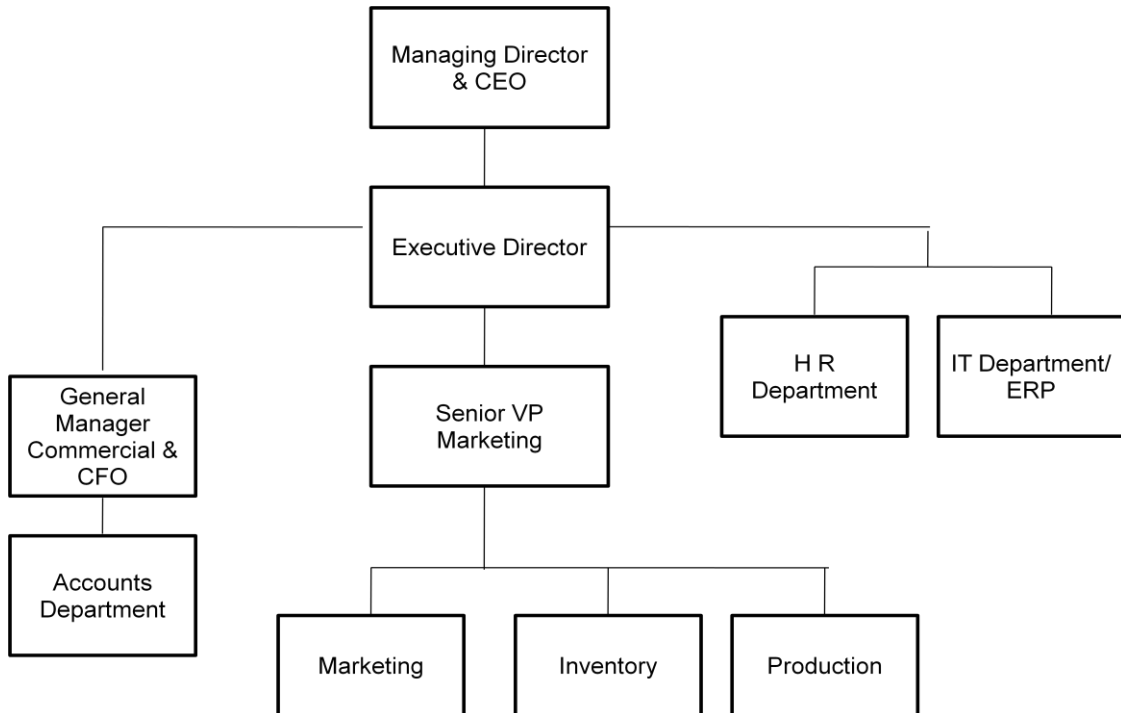 Managing Director
& CEO
Executive Director
General
Manager
Commercial &
CFO
Senior VP
Marketing
H R
Department
IT Department/
ERP
Accounts
Department
Marketing
Inventory
Production